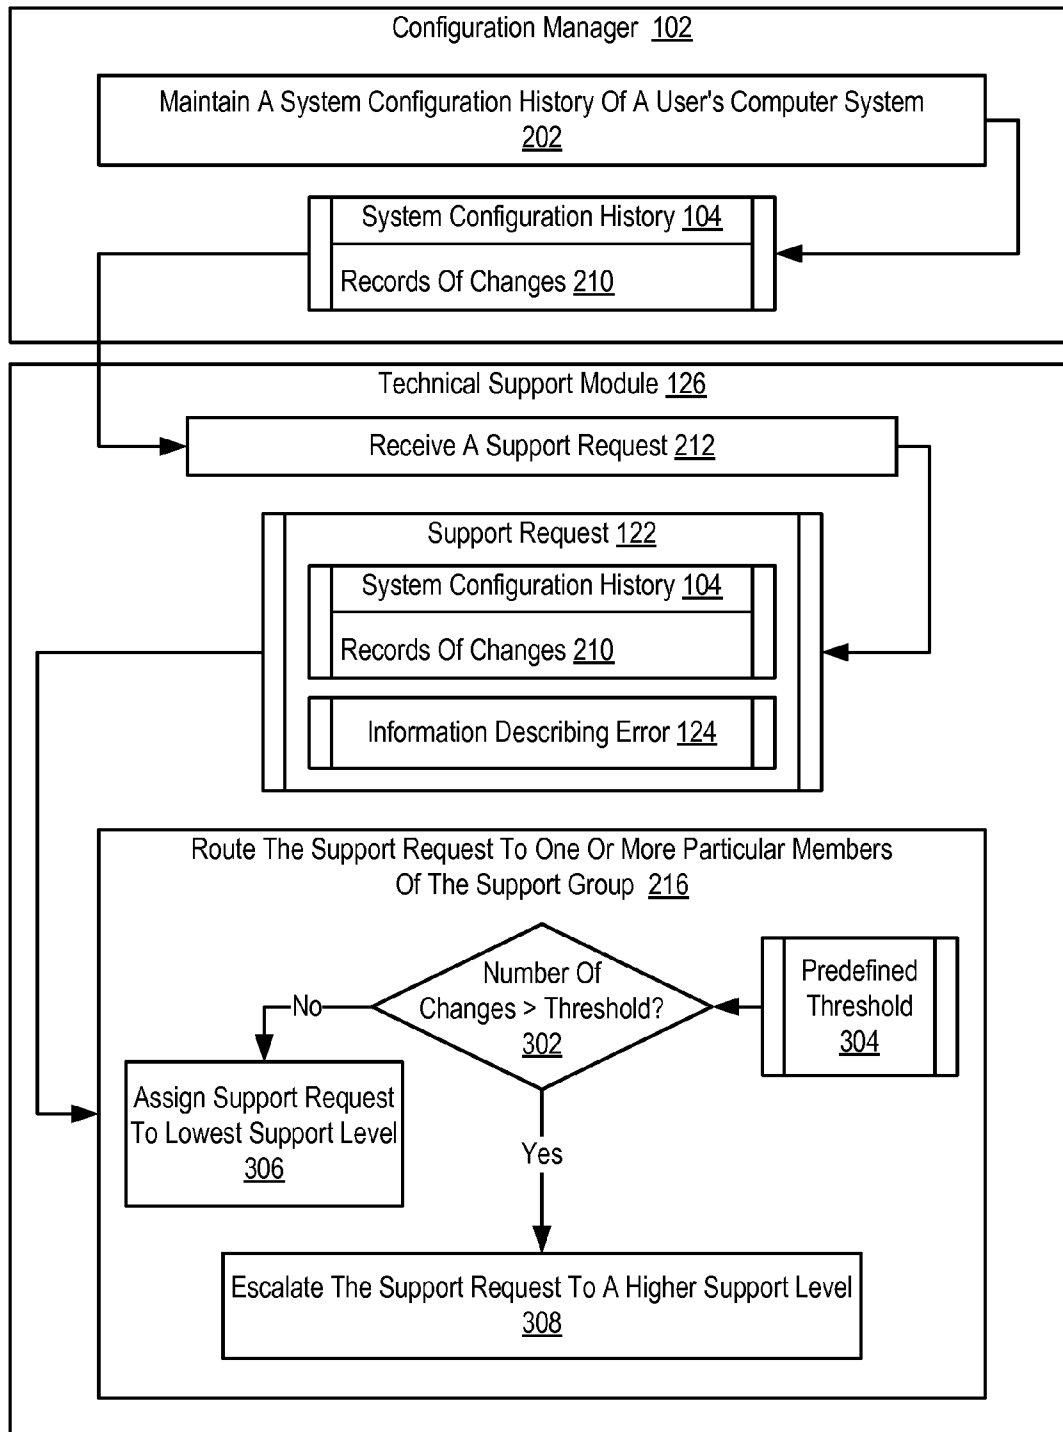 Configuration Manager 102
Maintain A System Configuration History Of A User's Computer System
202
System Configuration History 104
Records Of Changes 210
Technical Support Module 126
Receive A Support Request 212
Support Request 122
System Configuration History 104
Records Of Changes 210
Information Describing Error 124
Route The Support Request To One Or More Particular Members
Of The Support Group 216
Number Of
Changes > Threshold?
302
Predefined
Threshold
304
No
Assign Support Request
To Lowest Support Level
306
Yes
Escalate The Support Request To A Higher Support Level
308